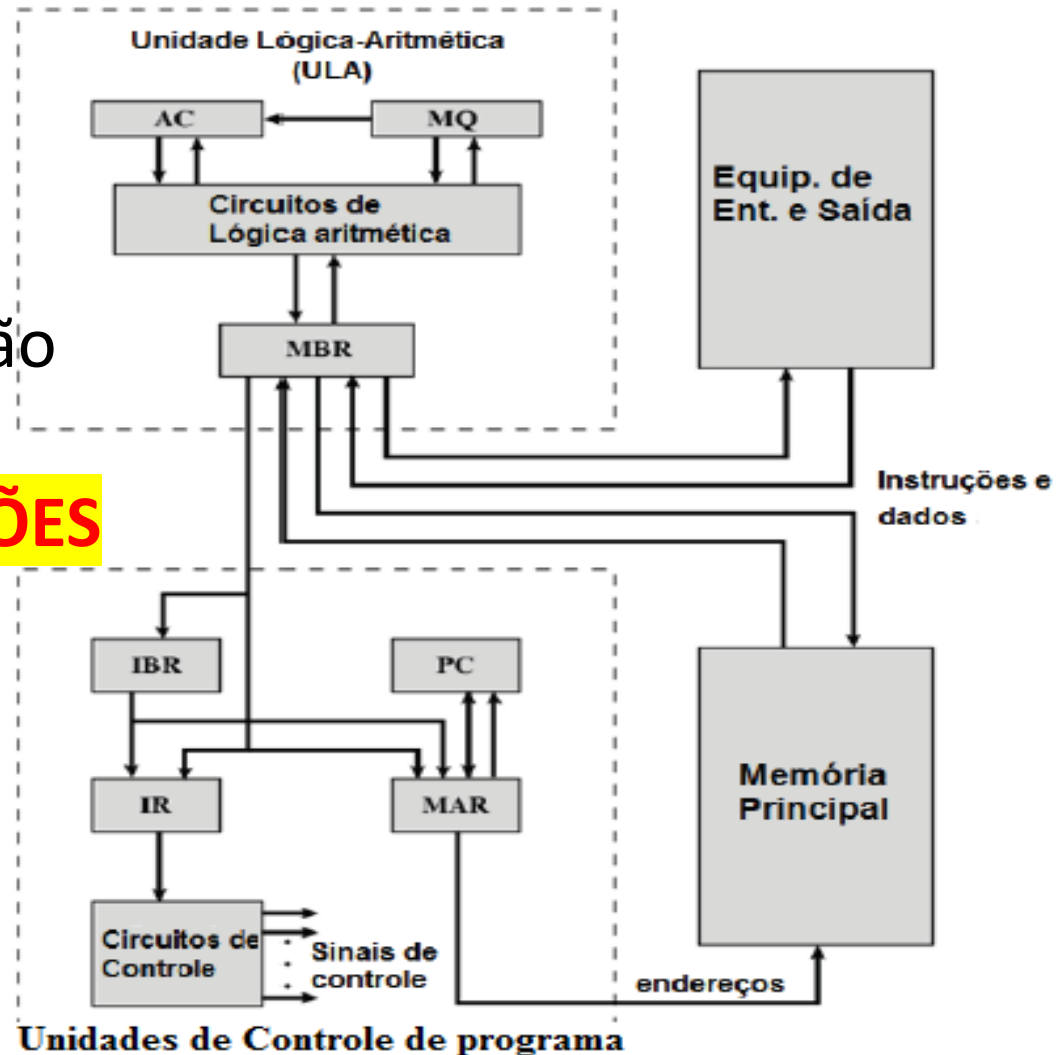 Unidade Lógica-Aritmética
(ULA)
AC
MQ
Circuitos de
Lógica aritmética
MBR
Equip. de
Ent. e Saída
ão
ÕES
Instruções e
dados
IBR
PC
IR
MAR
Memória
Principal
Circuitos de
Controle
Sinais de
controle
endereços
Unidades de Controle de programa